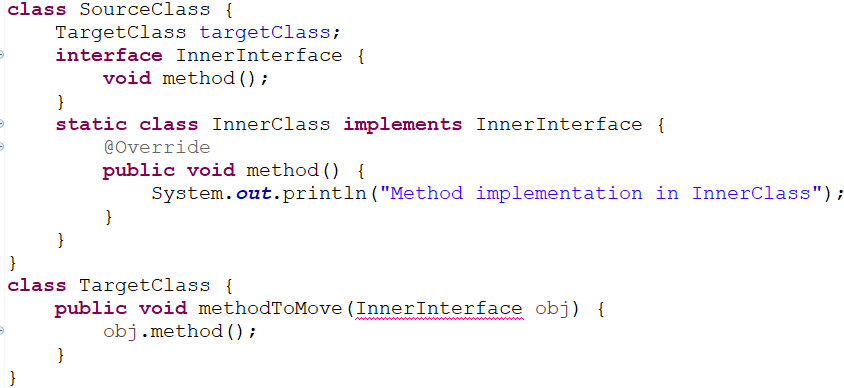 class SourceClass {
    TargetClass targetClass;
    interface InnerInterface {
        void method();
    }
    static class InnerClass implements InnerInterface {
        @Override
        public void method() {
            System.out.println("Method implementation in InnerClass");
        }
    }
}
class TargetClass {
    public void methodToMove(InnerInterface obj) {
        obj.method();
    }
}